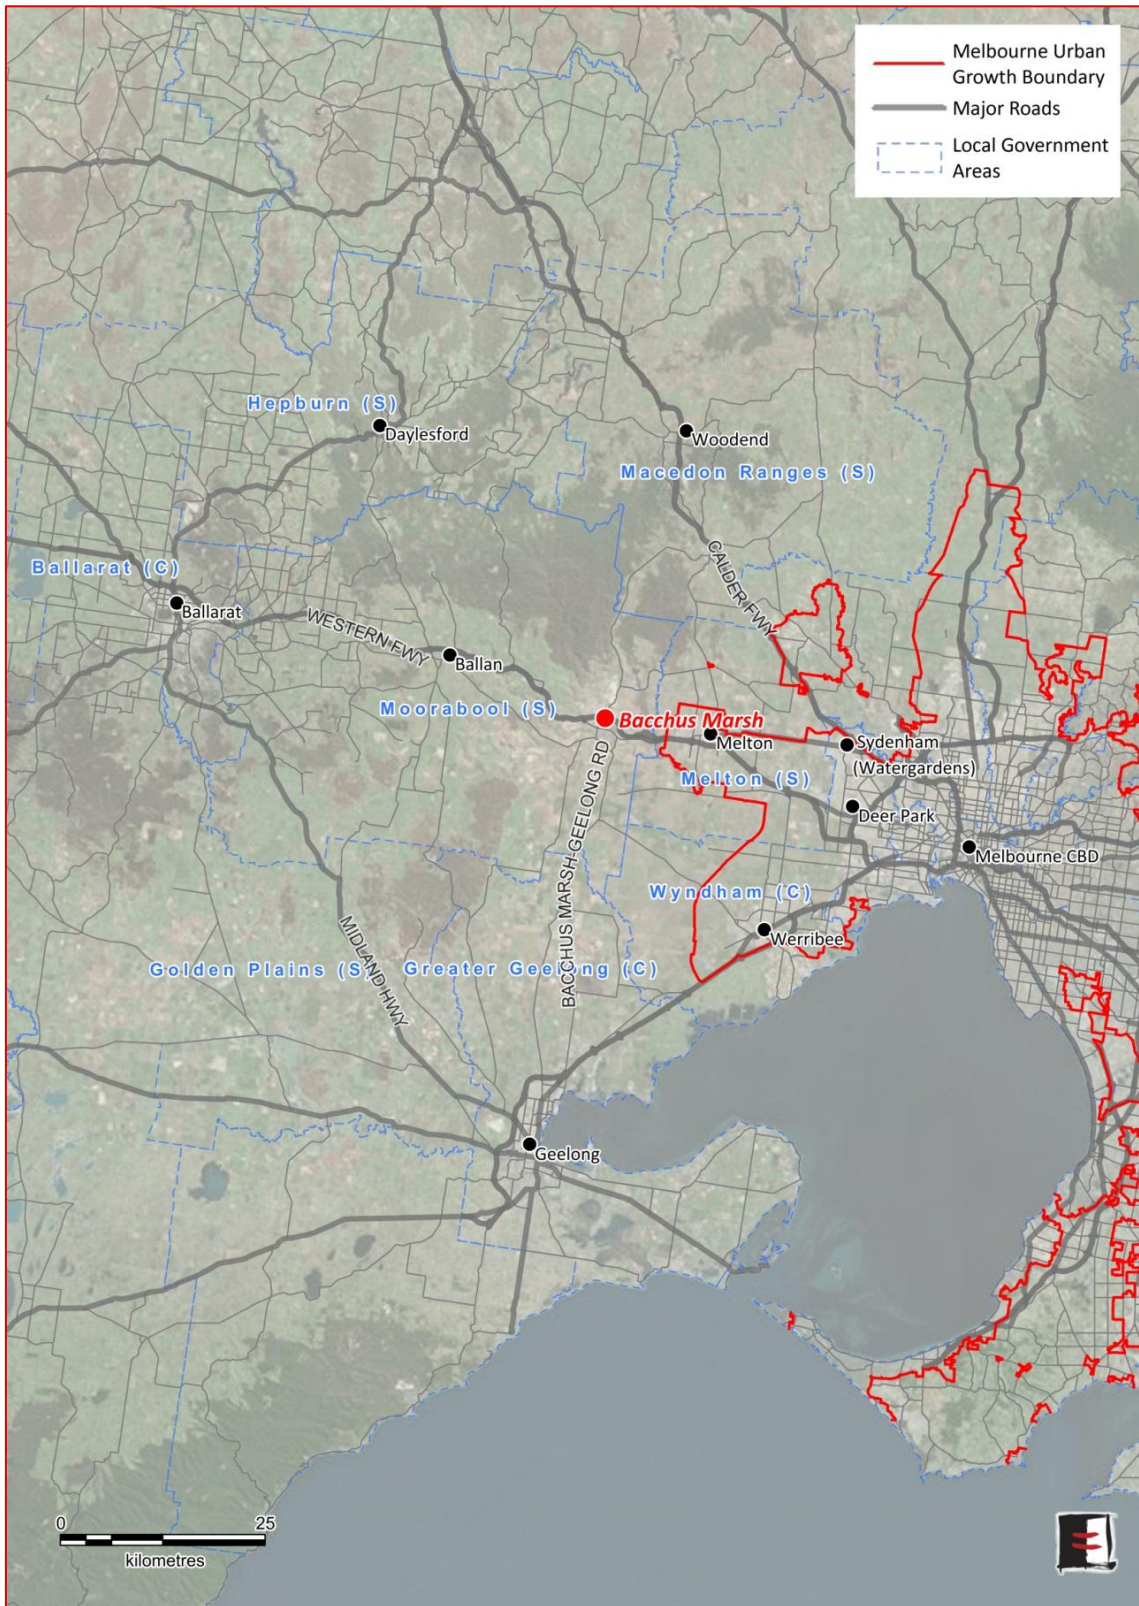 Melbourne Urban
Growth Boundary
Major Roads
Local Government
Areas
Hepburn (S)
Daylesford
Woodend
Macedon Ranges (S)
CALDER FWY
Ballarat (C)
Ballarat
WESTERN FWY
Ballan
Moorabool (S)
Bacchus Marsh
Melton
Sydenham
(Watergardens)
Melton (S)
Deer Park
BACCHUS MARSH-GEELONG RD
Melbourne CBD
Wyndham (C)
Werribee
MIDLAND HWY
Golden Plains (S)
Greater Geelong (C)
Geelong
0 25
kilometres